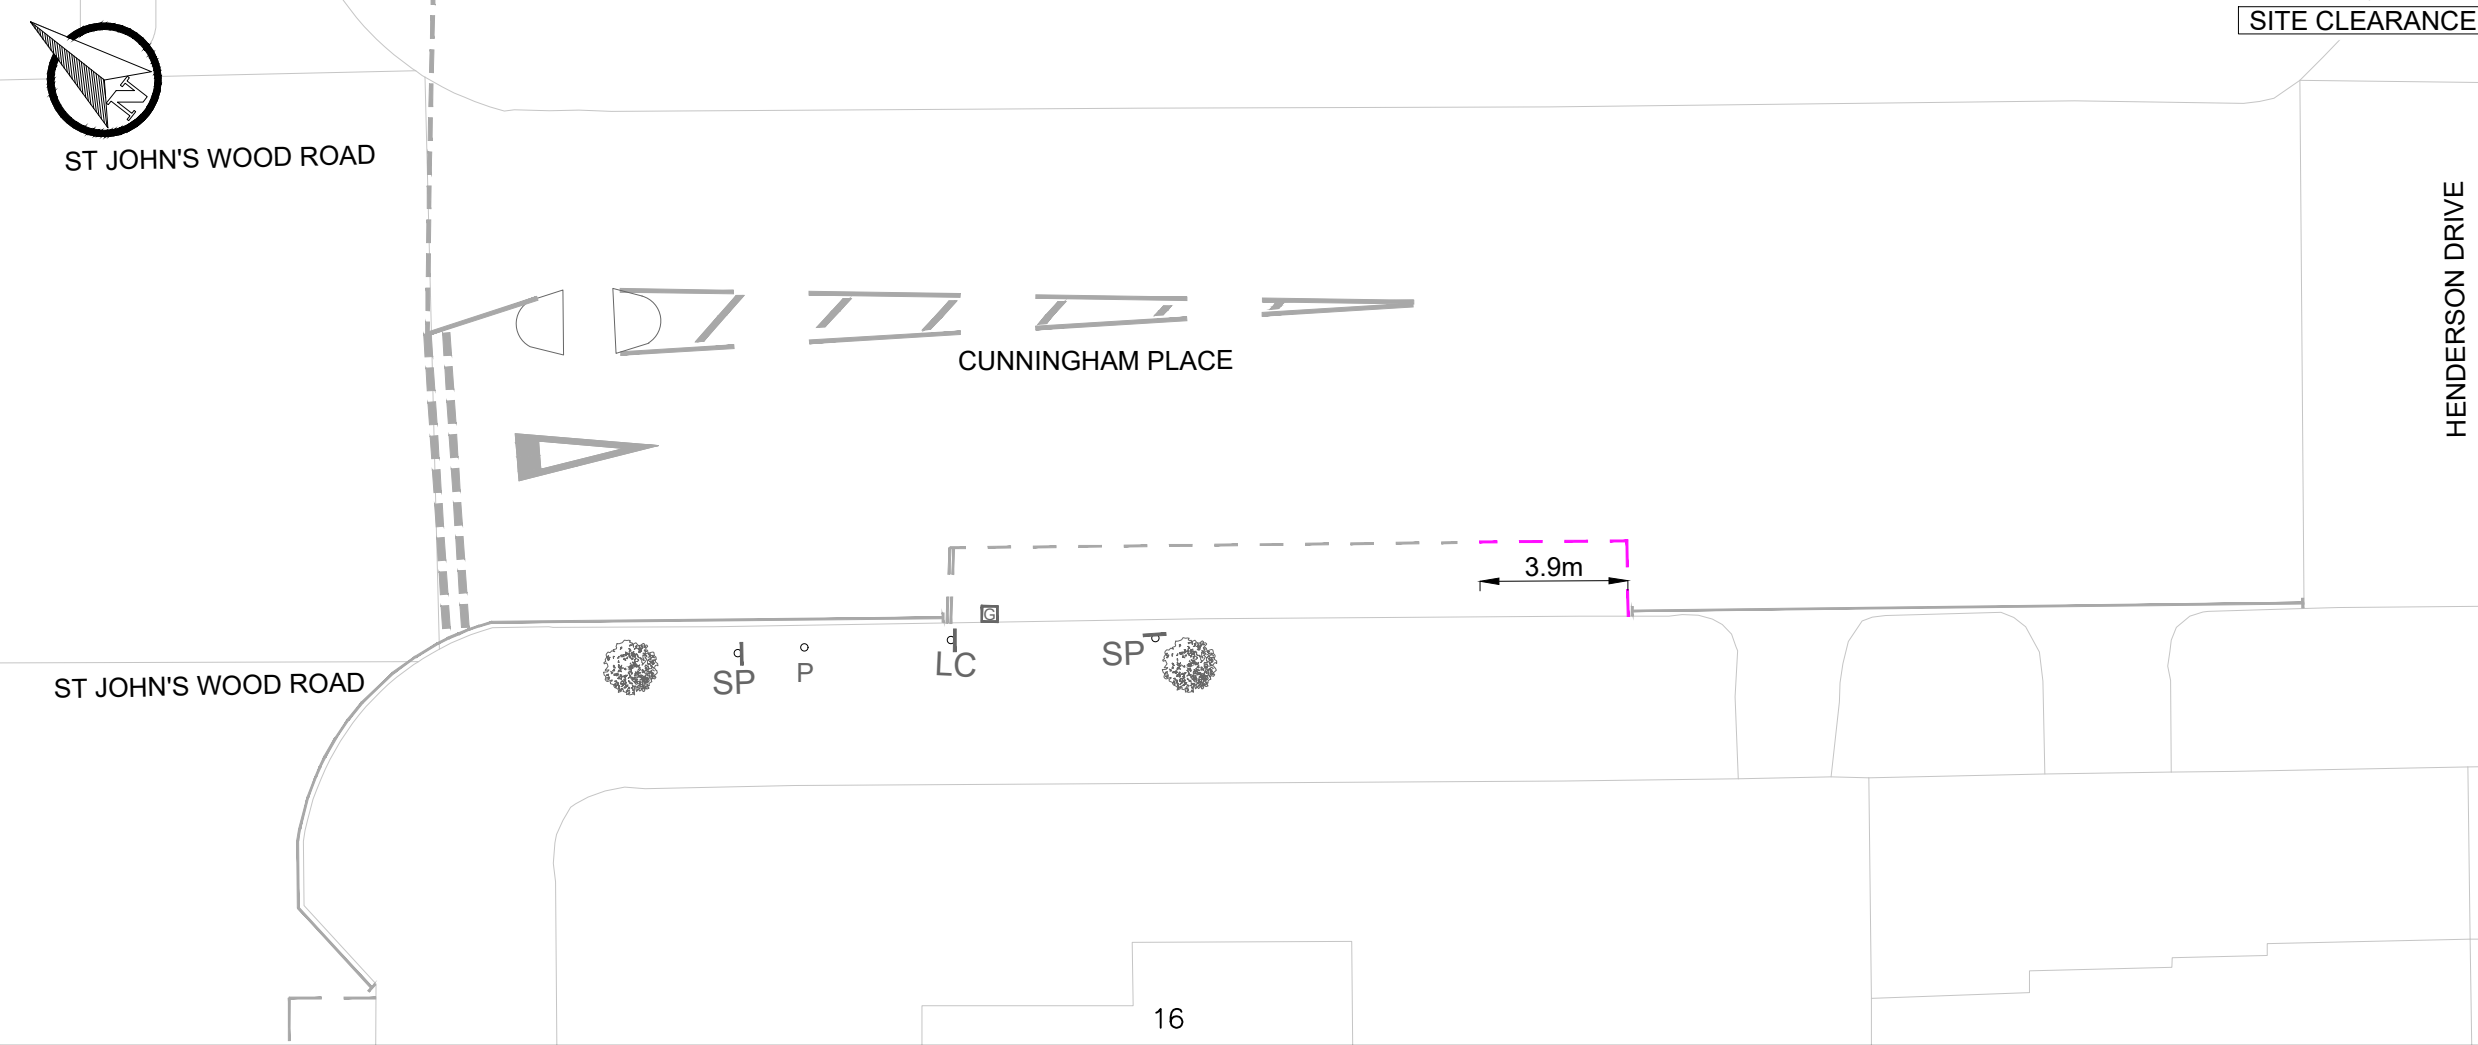 SITE CLEARANCE
N
ST JOHN'S WOOD ROAD
HENDERSON DRIVE
CUNNINGHAM PLACE
3.9m
G
SP
P
LC
SP
ST JOHN'S WOOD ROAD
16